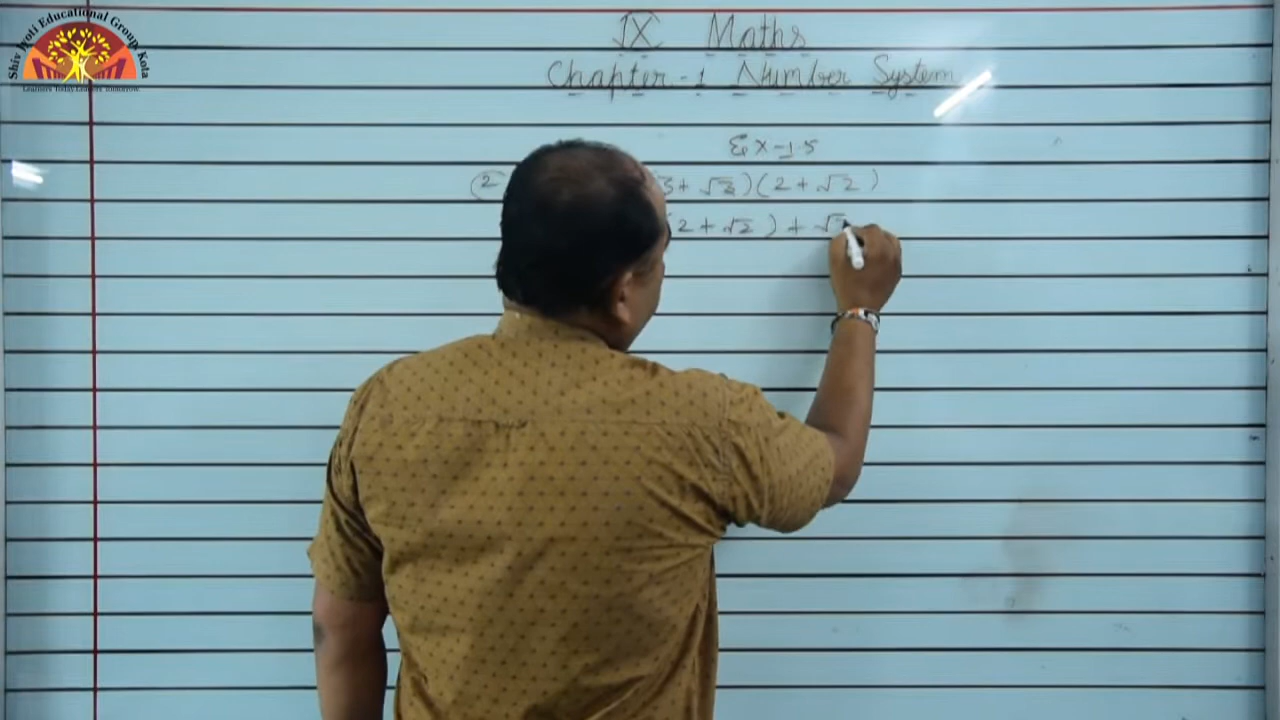 Shiv Jyoti Educational Group, Kota
Learners Today Leaders Tomorrow
IX Maths
Chapter-1 Number System
Ex-1.5
(2) 3+√3)(2+√2)
(2+√2)+√